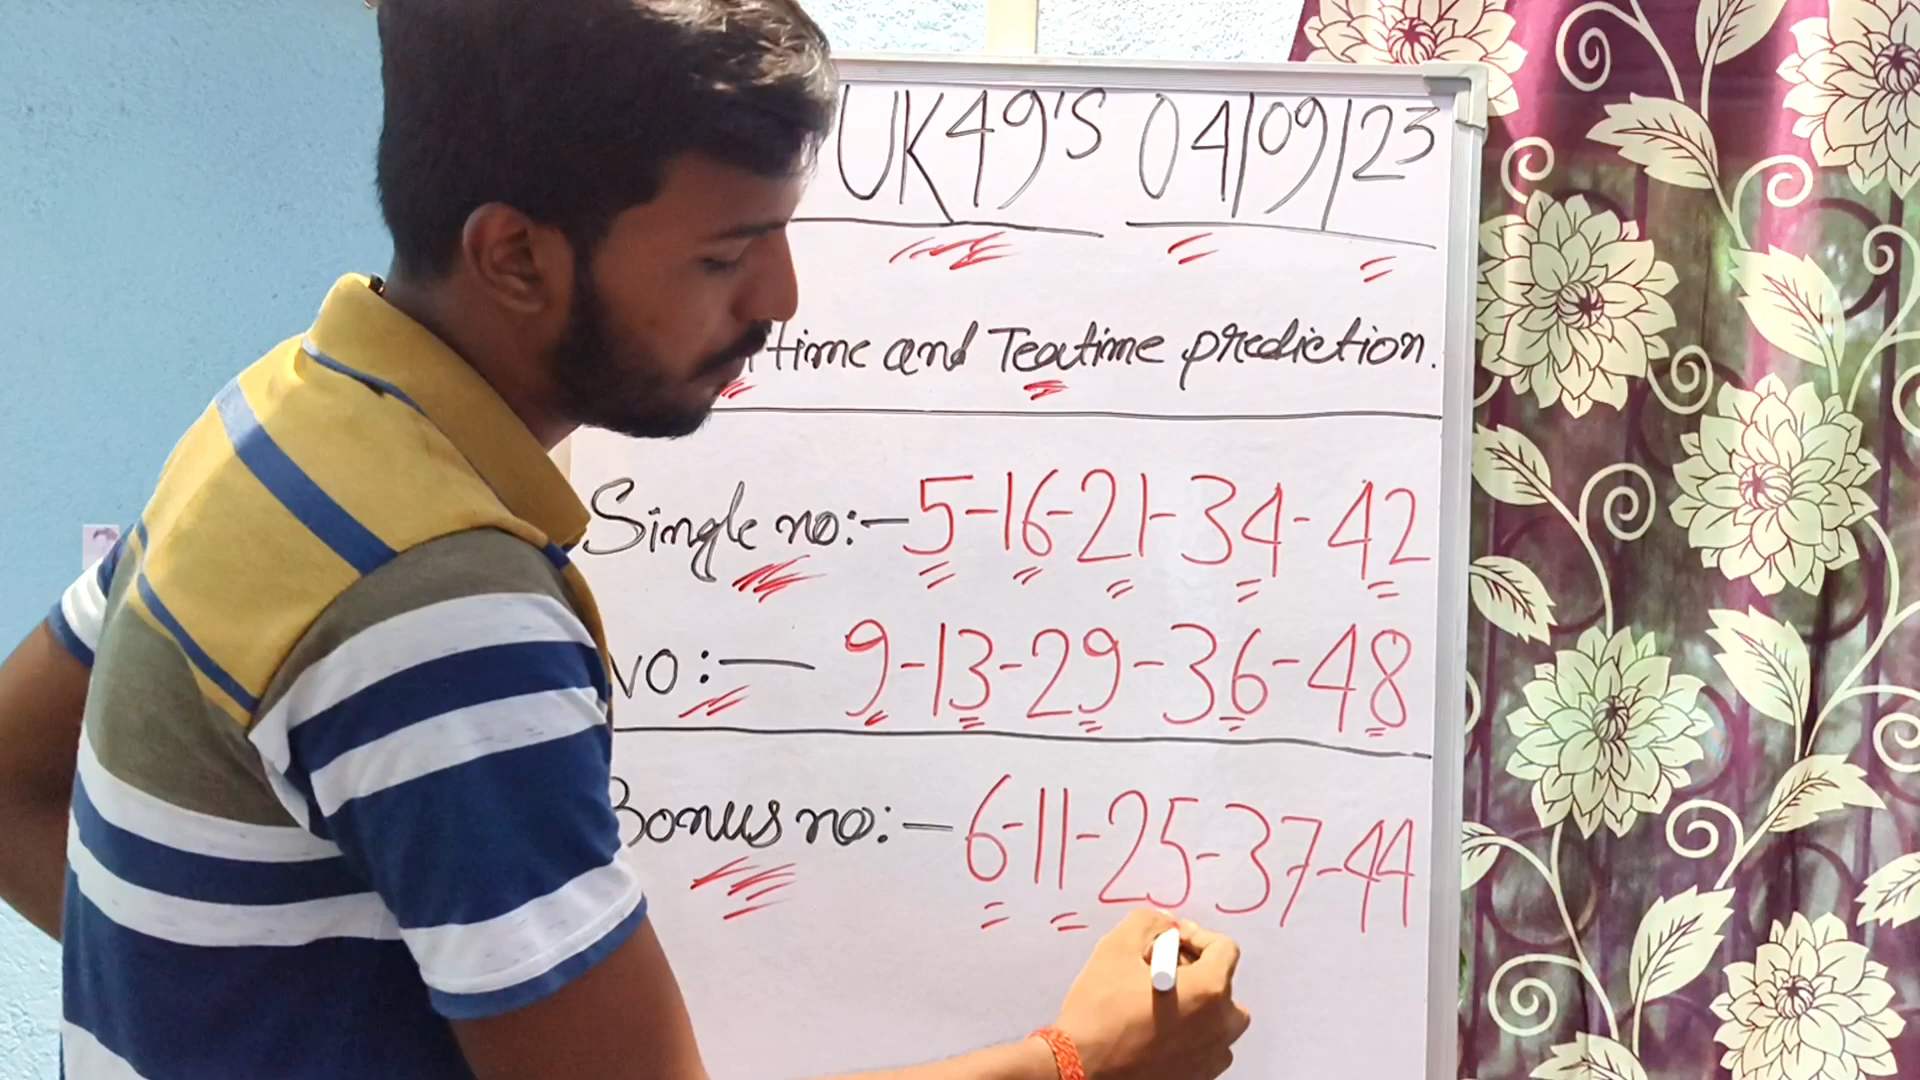 UK49'S 04/09/23
time and Teatime prediction.
Single no:- 5-16-21-34-42
NO:- 9-13-29-36-48
Bonus no:- 6-11-25-37-44